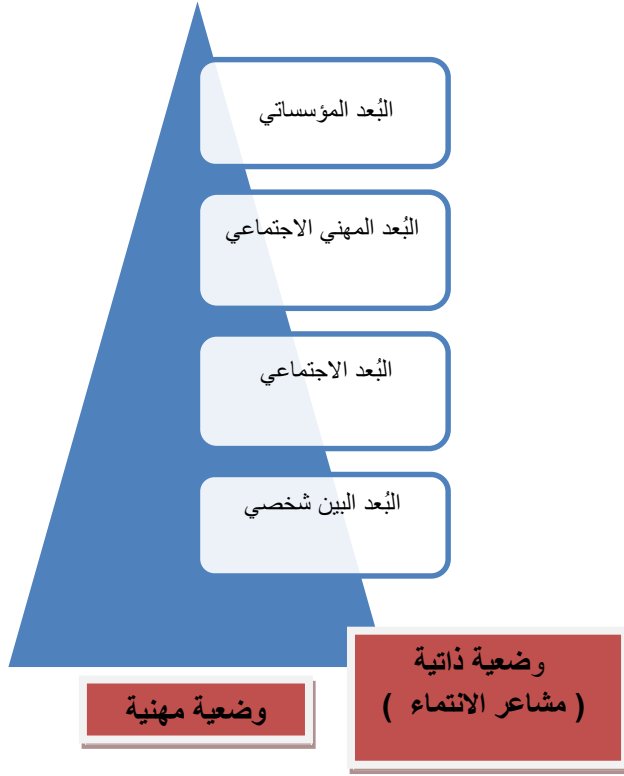 البُعد المؤسساتي
البُعد المهني الاجتماعي
البُعد الاجتماعي
البُعد البين شخصي
وضعية ذاتية
( مشاعر الانتماء )
وضعية مهنية